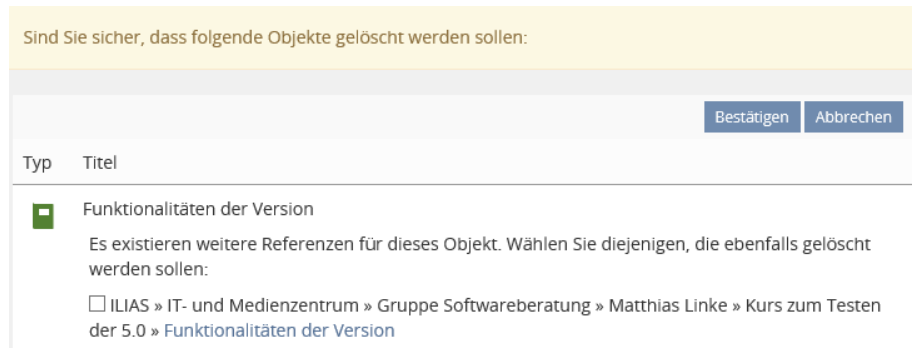 Sind Sie sicher, dass folgende Objekte gelöscht werden sollen:
Bestätigen Abbrechen
Typ Titel
Funktionalitäten der Version
Es existieren weitere Referenzen für dieses Objekt. Wählen Sie diejenigen, die ebenfalls gelöscht
werden sollen:
ILIAS » IT- und Medienzentrum » Gruppe Softwareberatung » Matthias Linke » Kurs zum Testen
der 5.0 » Funktionalitäten der Version